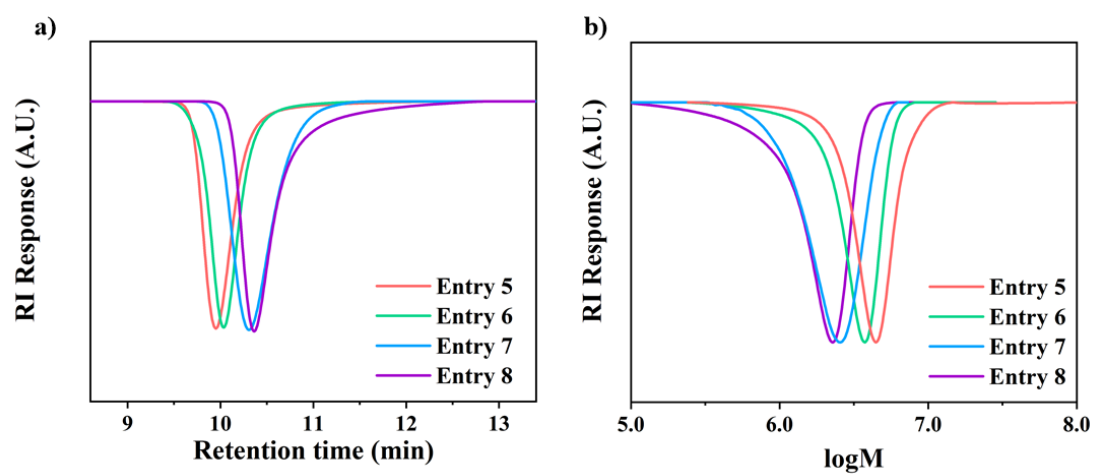 a)
RI Response (A.U.)
Entry 5
Entry 6
Entry 7
Entry 8
9 10 11 12 13
Retention time (min)
b)
RI Response (A.U.)
Entry 5
Entry 6
Entry 7
Entry 8
5.0 6.0 7.0 8.0
logM